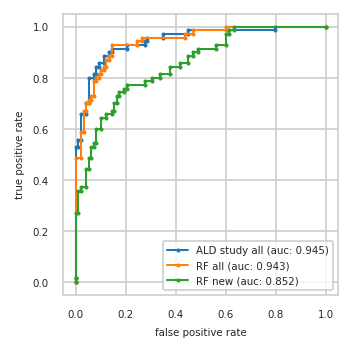 1.0
0.8
0.6
0.4
0.2
0.0
true positive rate
ALD study all (auc: 0.945)
RF all (auc: 0.943)
RF new (auc: 0.852)
0.0 0.2 0.4 0.6 0.8 1.0
false positive rate